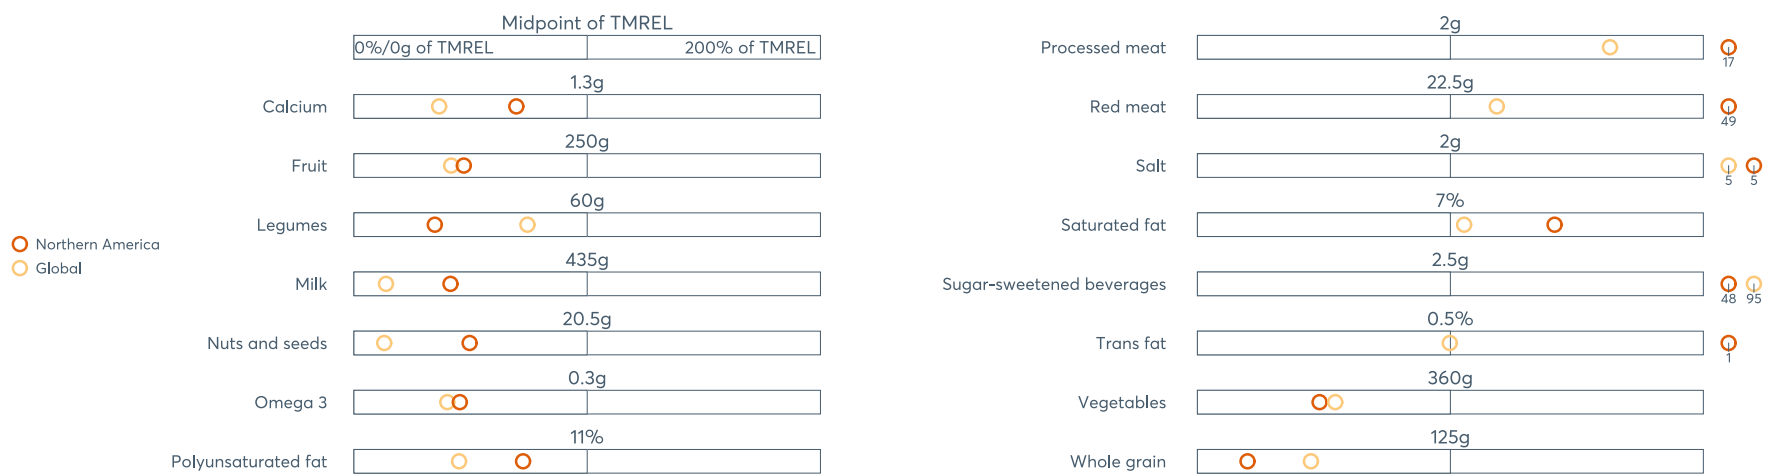 Midpoint of TMREL
0%/0g of TMREL 200% of TMREL
1.3g
Calcium
250g
Fruit
60g
Legumes
435g
Milk
20.5g
Nuts and seeds
0.3g
Omega 3
11%
Polyunsaturated fat
Northern America
Global
2g
Processed meat
17
22.5g
Red meat
49
2g
Salt
5 5
7%
Saturated fat
2.5g
Sugar-sweetened beverages
48 95
0.5%
Trans fat
1
360g
Vegetables
125g
Whole grain